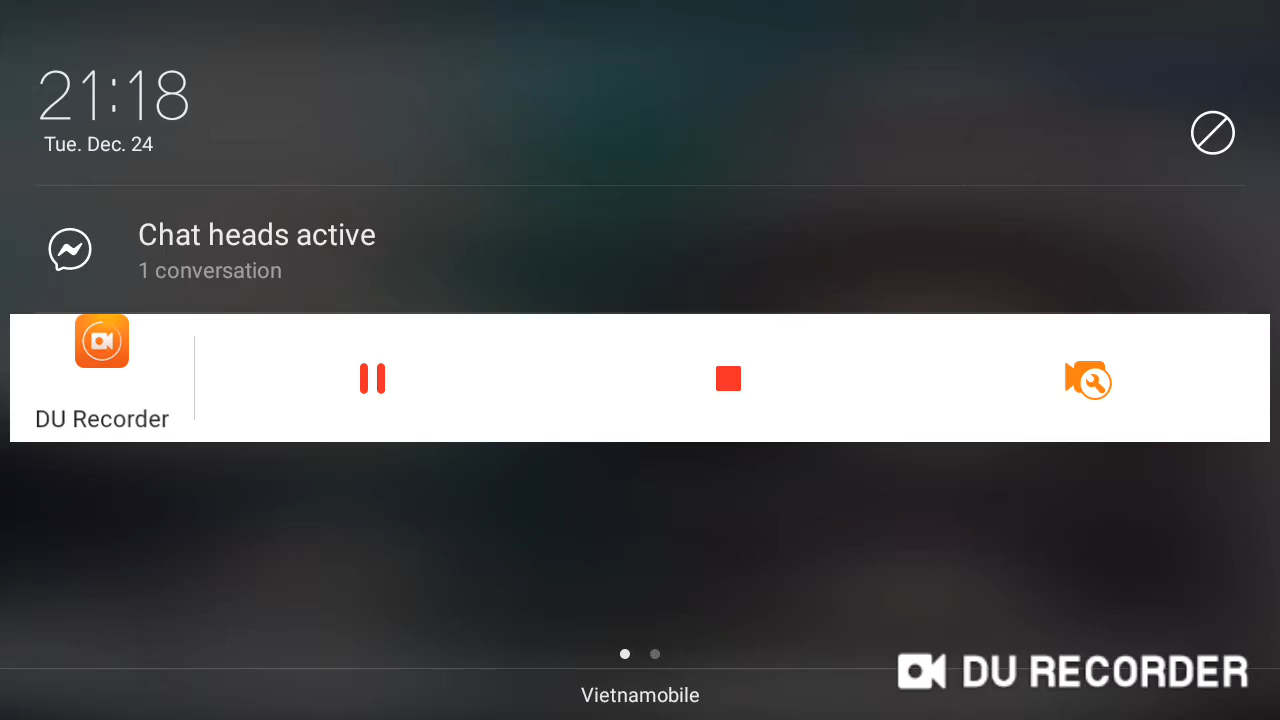 21:18
Tue. Dec. 24
Chat heads active
1 conversation
DU Recorder
Vietnamobile
DU RECORDER